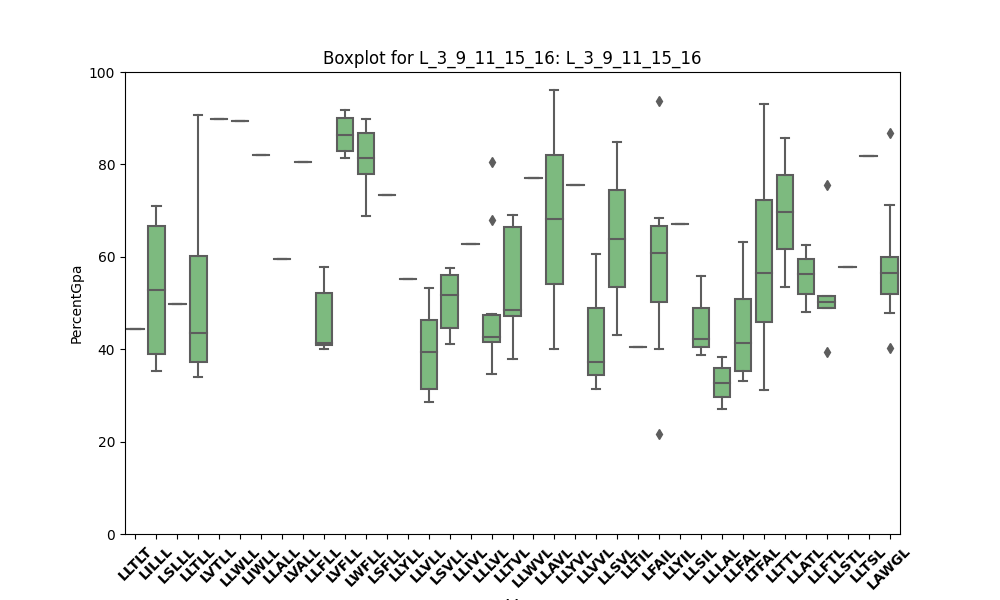 Boxplot for L_3_9_11_15_16: L_3_9_11_15_16
PercentGpa
100
80
60
40
20
0
LLTLT
LILLL
LSLLL
LLTLL
LVTLL
LLWLL
LIWLL
LLALL
LVALL
LLFLL
LVFLL
LWFLL
LSFLL
LLYLL
LLVLL
LSVLL
LLIVL
LLLVL
LLTVL
LLWVL
LLAVL
LLYVL
LLVVL
LLSVL
LLTIL
LFAIL
LLYIL
LLSIL
LLLAL
LLFAL
LTFAL
LLTTL
LLATL
LLFTL
LLSTL
LLTSL
LAWGL